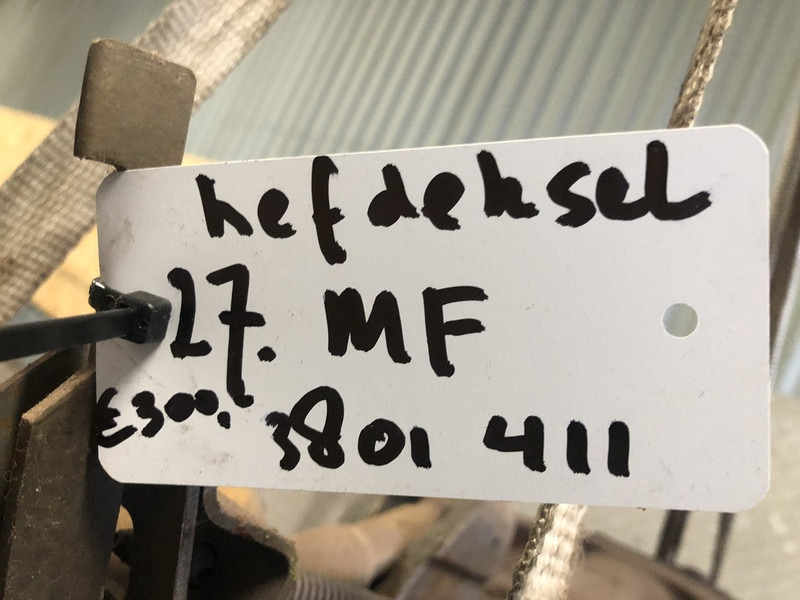 hefdeksel
27. MF
€300,
3801 411